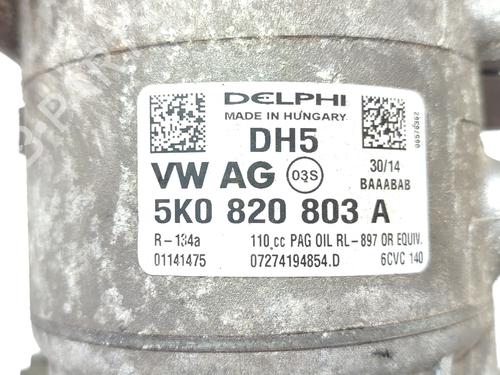 DELPHI
MADE IN HUNGARY
DH5
VW AG 03S
30/14
BAAABAB
5K0 820 803 A
R-134a 110 cc PAG OIL RL-897 OR EQUIV.
01141475 07274194854.D 6CVC 140